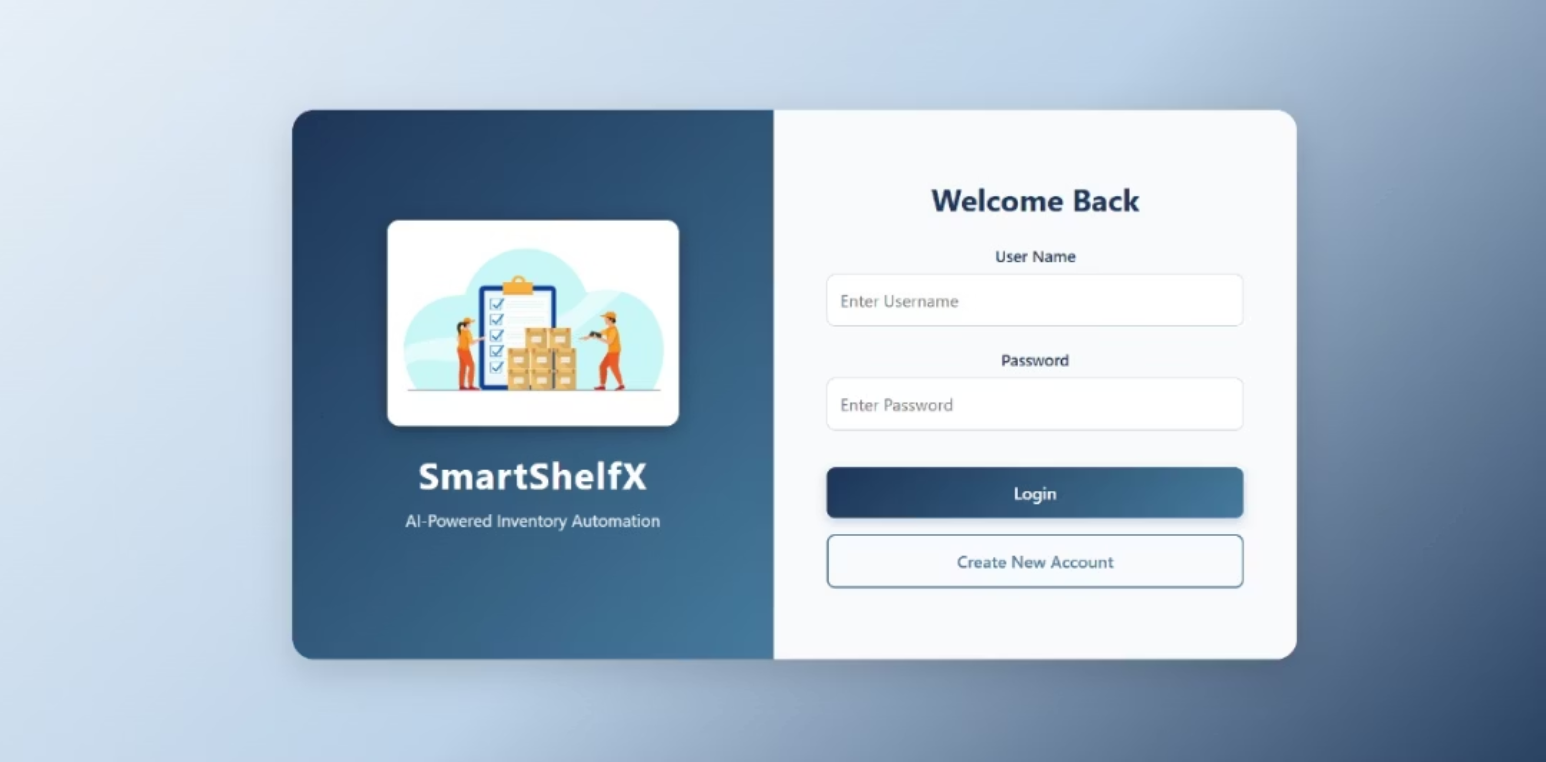 SmartShelfX
AI-Powered Inventory Automation
Welcome Back
User Name
Enter Username
Password
Enter Password
Login
Create New Account